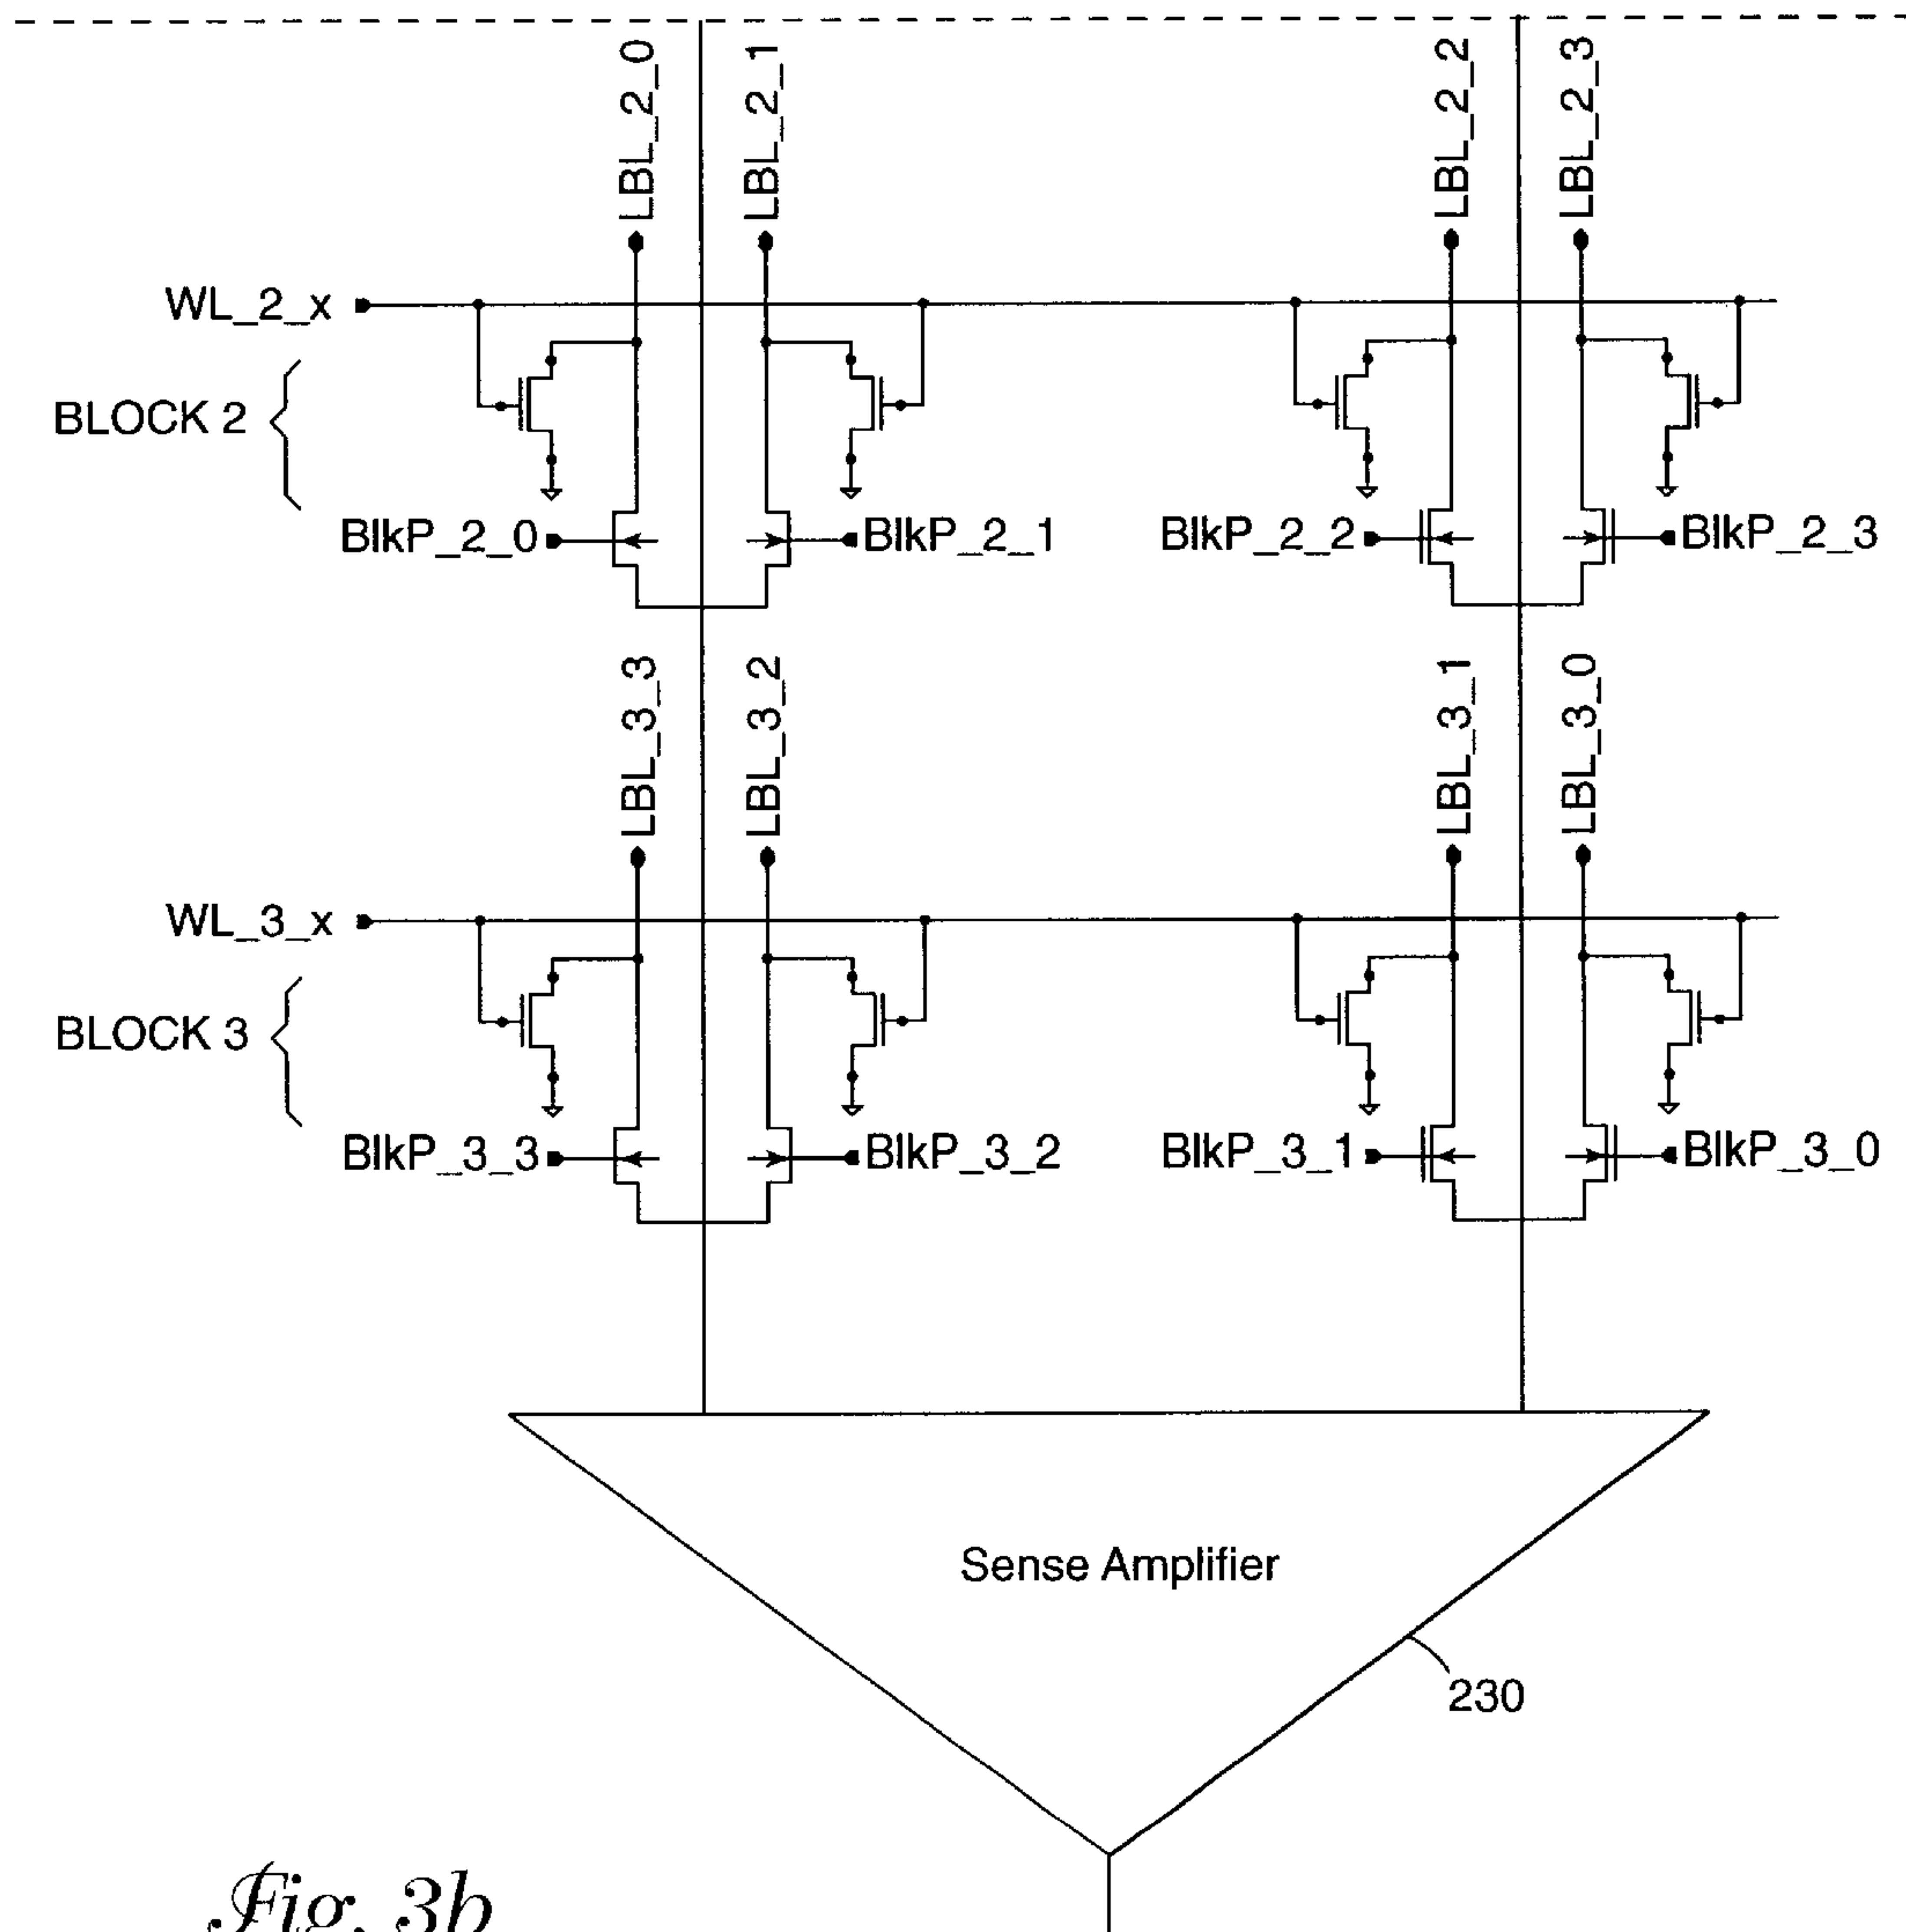 LBL_2_0
LBL_2_1
LBL_2_2
LBL_2_3
WL_2_x
BLOCK 2
BlkP_2_0
BlkP_2_1
BlkP_2_2
BlkP_2_3
LBL_3_3
LBL_3_2
LBL_3_1
LBL_3_0
WL_3_x
BLOCK 3
BlkP_3_3
BlkP_3_2
BlkP_3_1
BlkP_3_0
Sense Amplifier
230
Fig. 3b